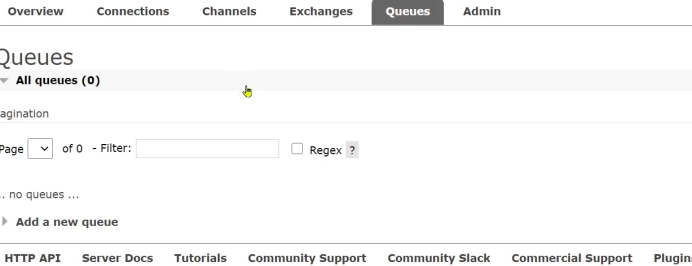 Overview Connections Channels Exchanges Queues Admin
Queues
All queues (0)
agination
Page of 0 - Filter: Regex ?
.. no queues ...
Add a new queue
HTTP API Server Docs Tutorials Community Support Community Slack Commercial Support Plugins